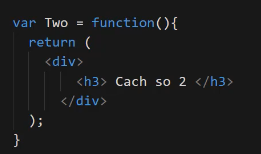 var Two = function(){
return (
<div>
<h3> Cach so 2 </h3>
</div>
);
}